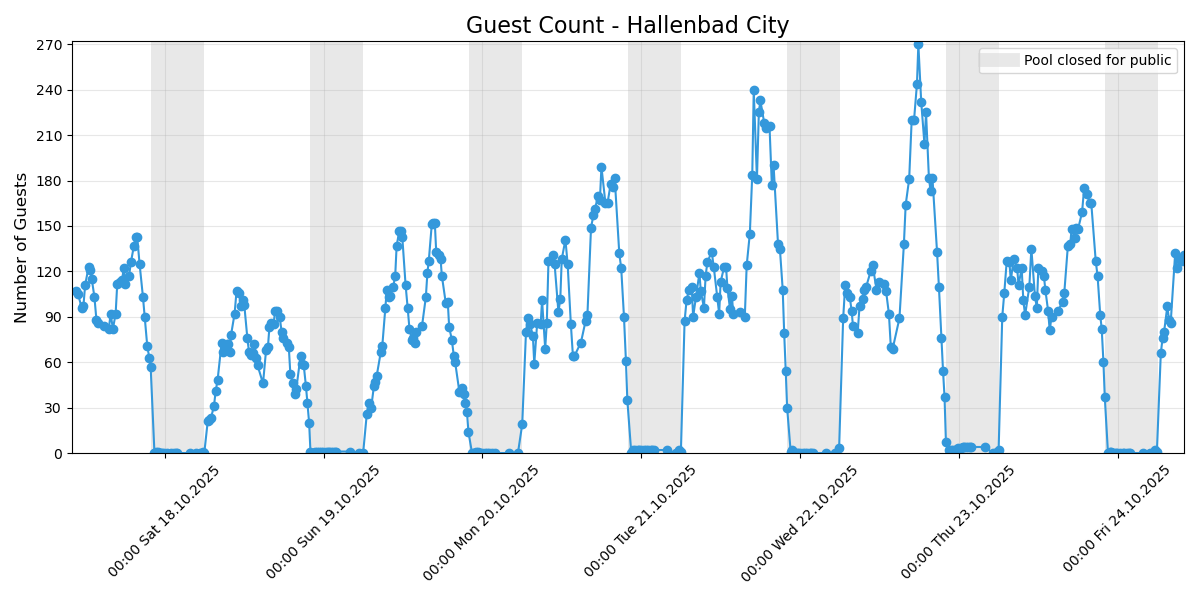 Guest Count - Hallenbad City
Pool closed for public
Number of Guests
270
240
210
180
150
120
90
60
30
0
00:00 Sat 18.10.2025
00:00 Sun 19.10.2025
00:00 Mon 20.10.2025
00:00 Tue 21.10.2025
00:00 Wed 22.10.2025
00:00 Thu 23.10.2025
00:00 Fri 24.10.2025